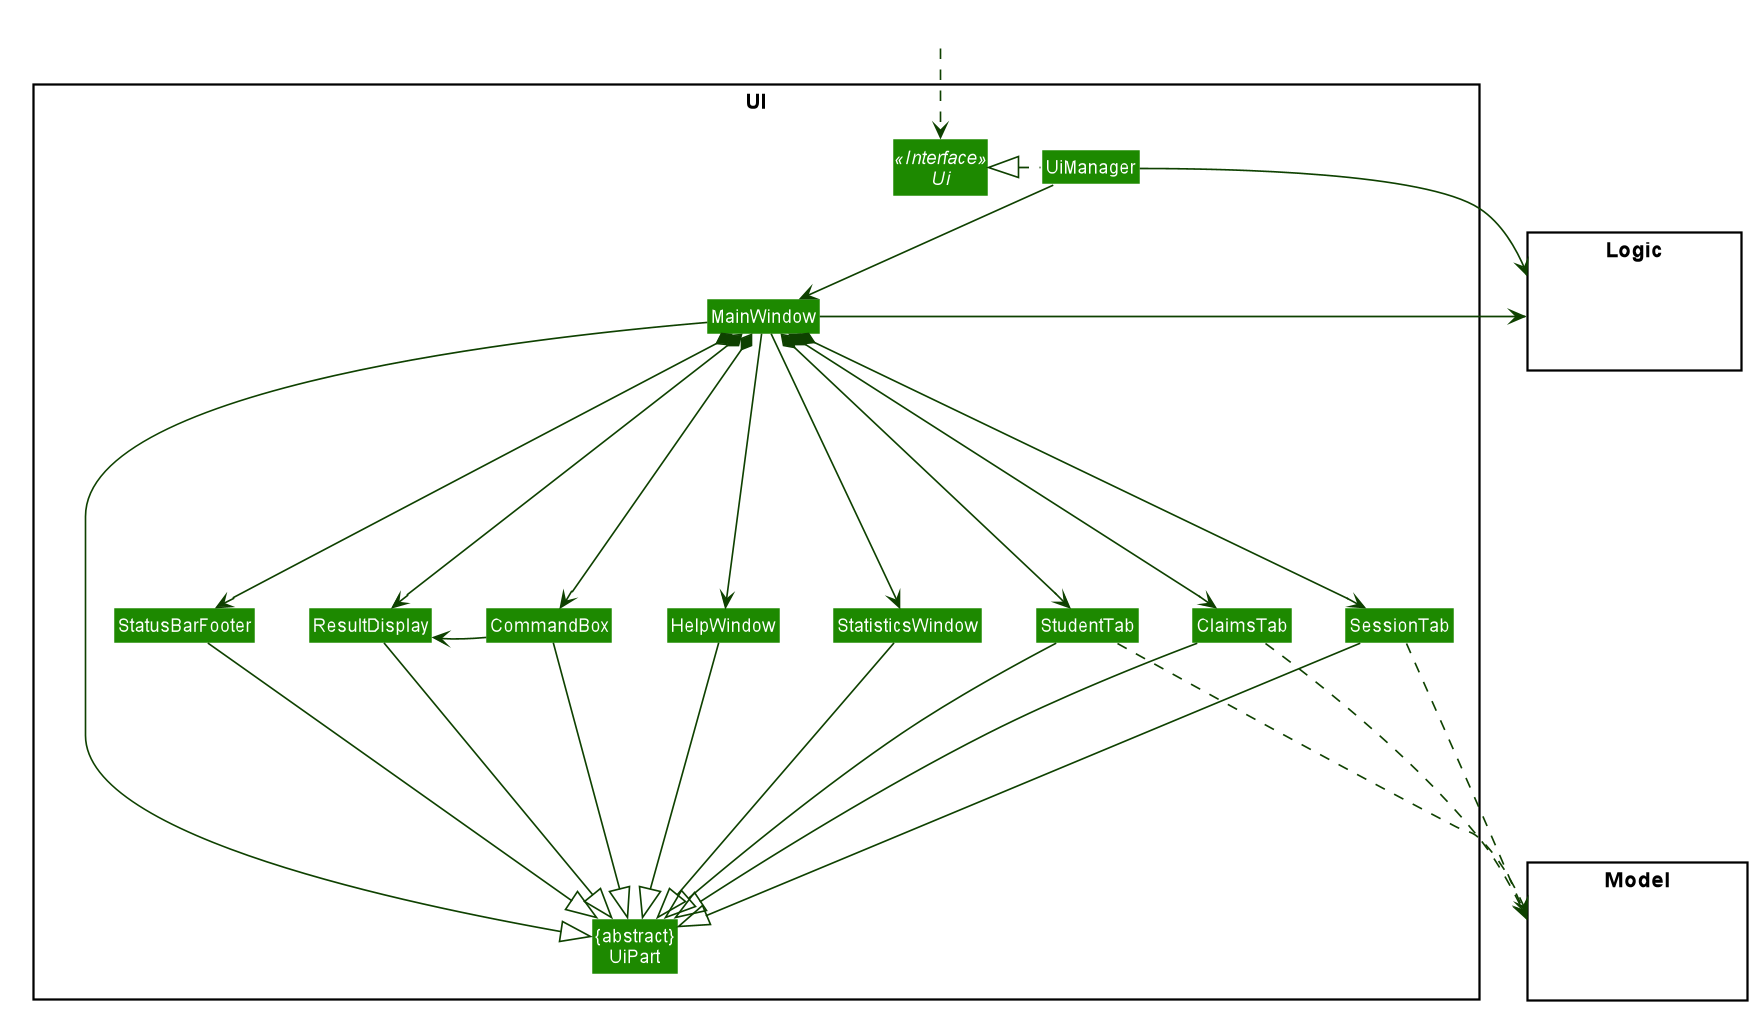 UI
«Interface»
Ui
UiManager
Logic
MainWindow
StatusBarFooter
ResultDisplay
CommandBox
HelpWindow
StatisticsWindow
StudentTab
ClaimsTab
SessionTab
Model
{abstract}
UiPart